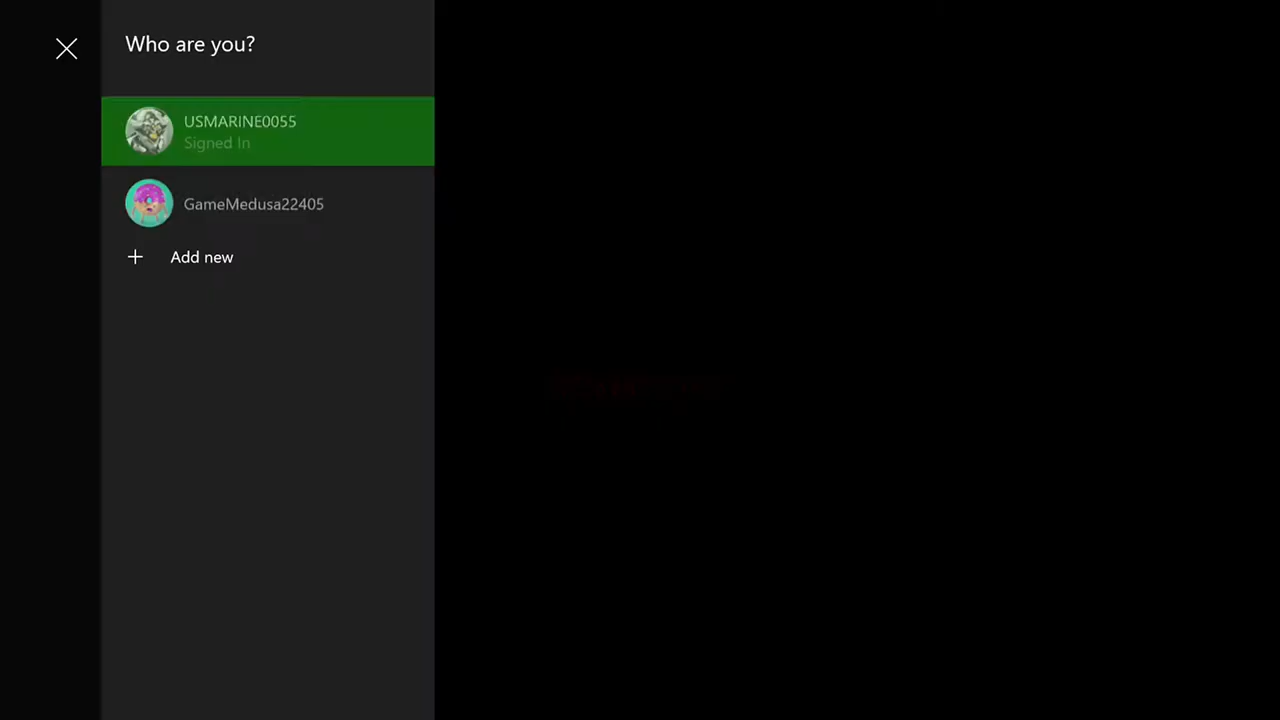 Who are you?
USMARINE0055
Signed In
GameMedusa22405
Add new